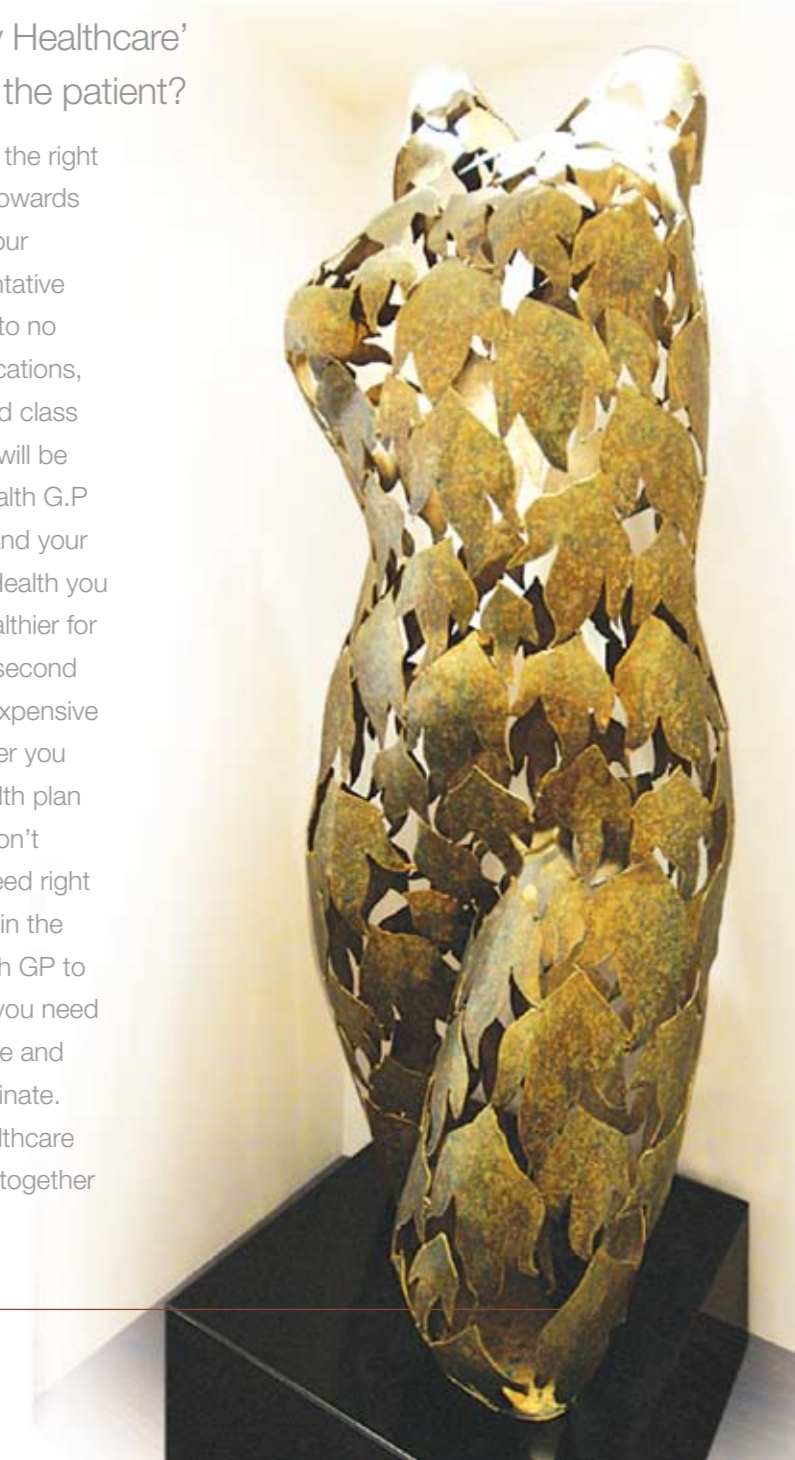 Healthcare’
the patient?
the right
owards
our
ntative
to no
cations,
d class
will be
alth G.P
and your
Health you
althier for
second
xpensive
er you
lth plan
on’t
eed right
in the
h GP to
you need
e and
inate.
lthcare
together